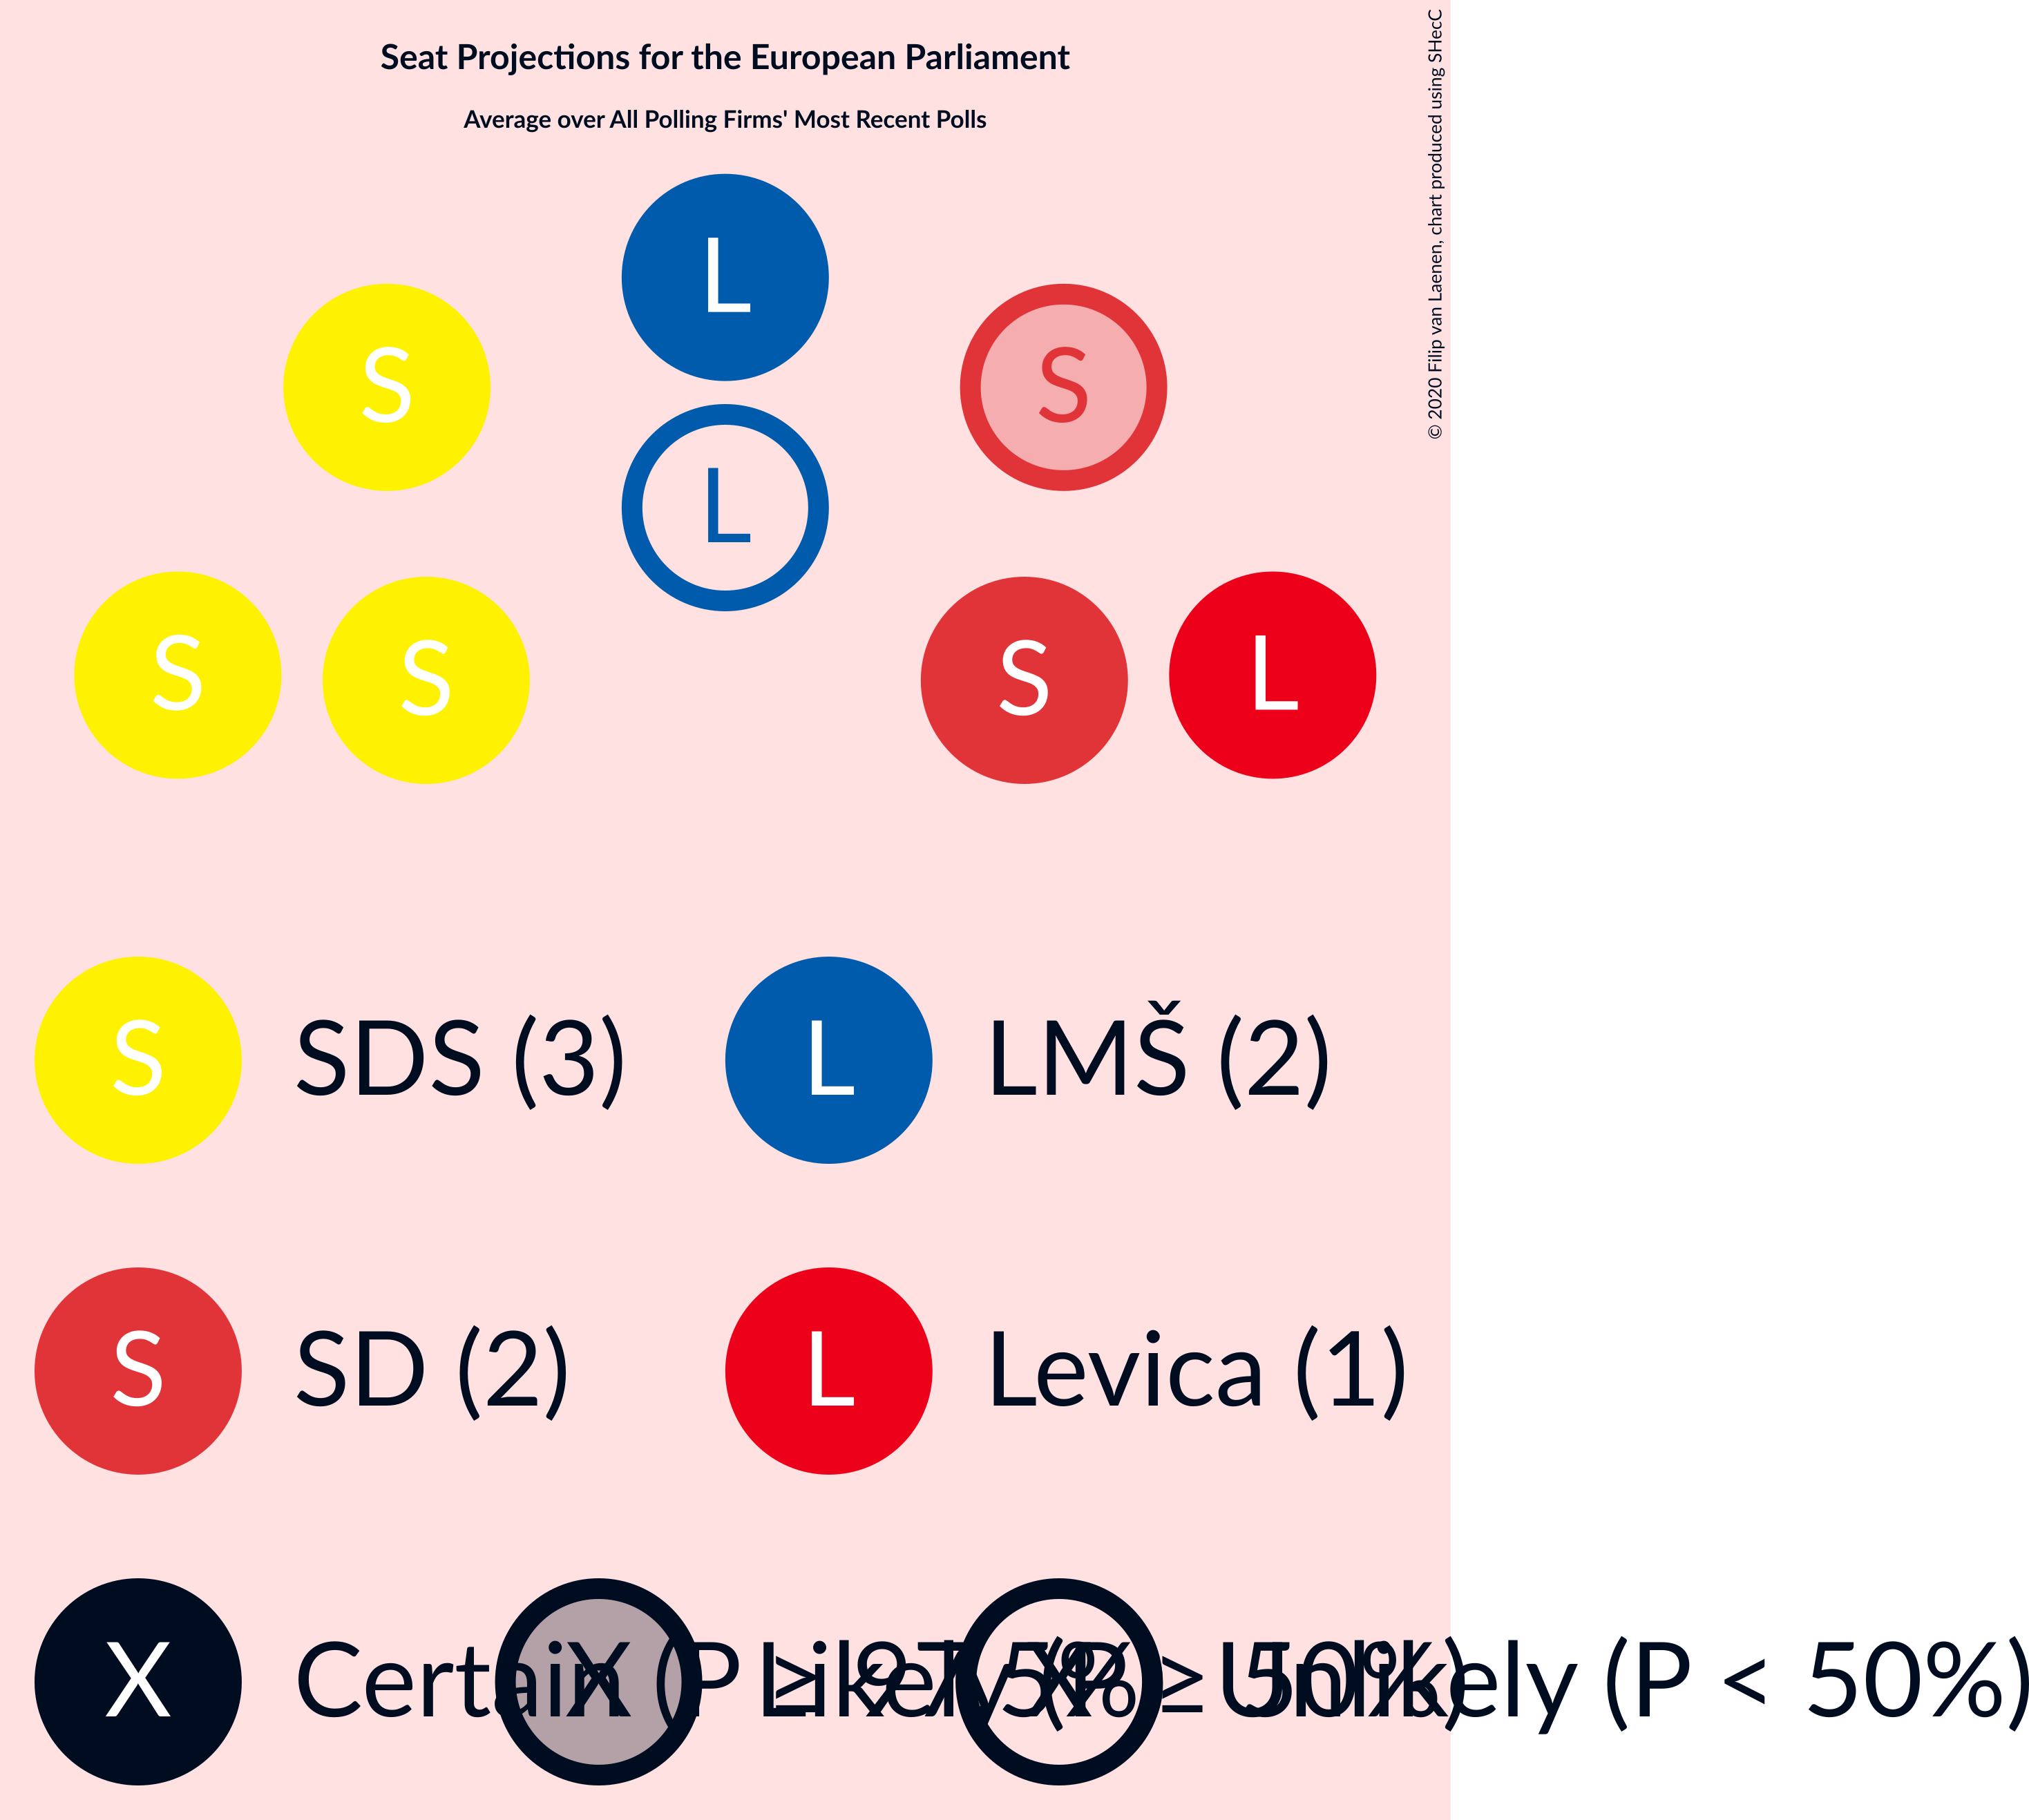 Seat Projections for the European Parliament
Average over All Polling Firms' Most Recent Polls
© 2020 Filip van Laenen, chart produced using SHecC
L
S
S
L
S
S
S
L
S SDS (3)
L LMŠ (2)
S SD (2)
L Levica (1)
X Certain (P ≥ 97.5%)
X Likely (P ≥ 50%)
X Unlikely (P < 50%)